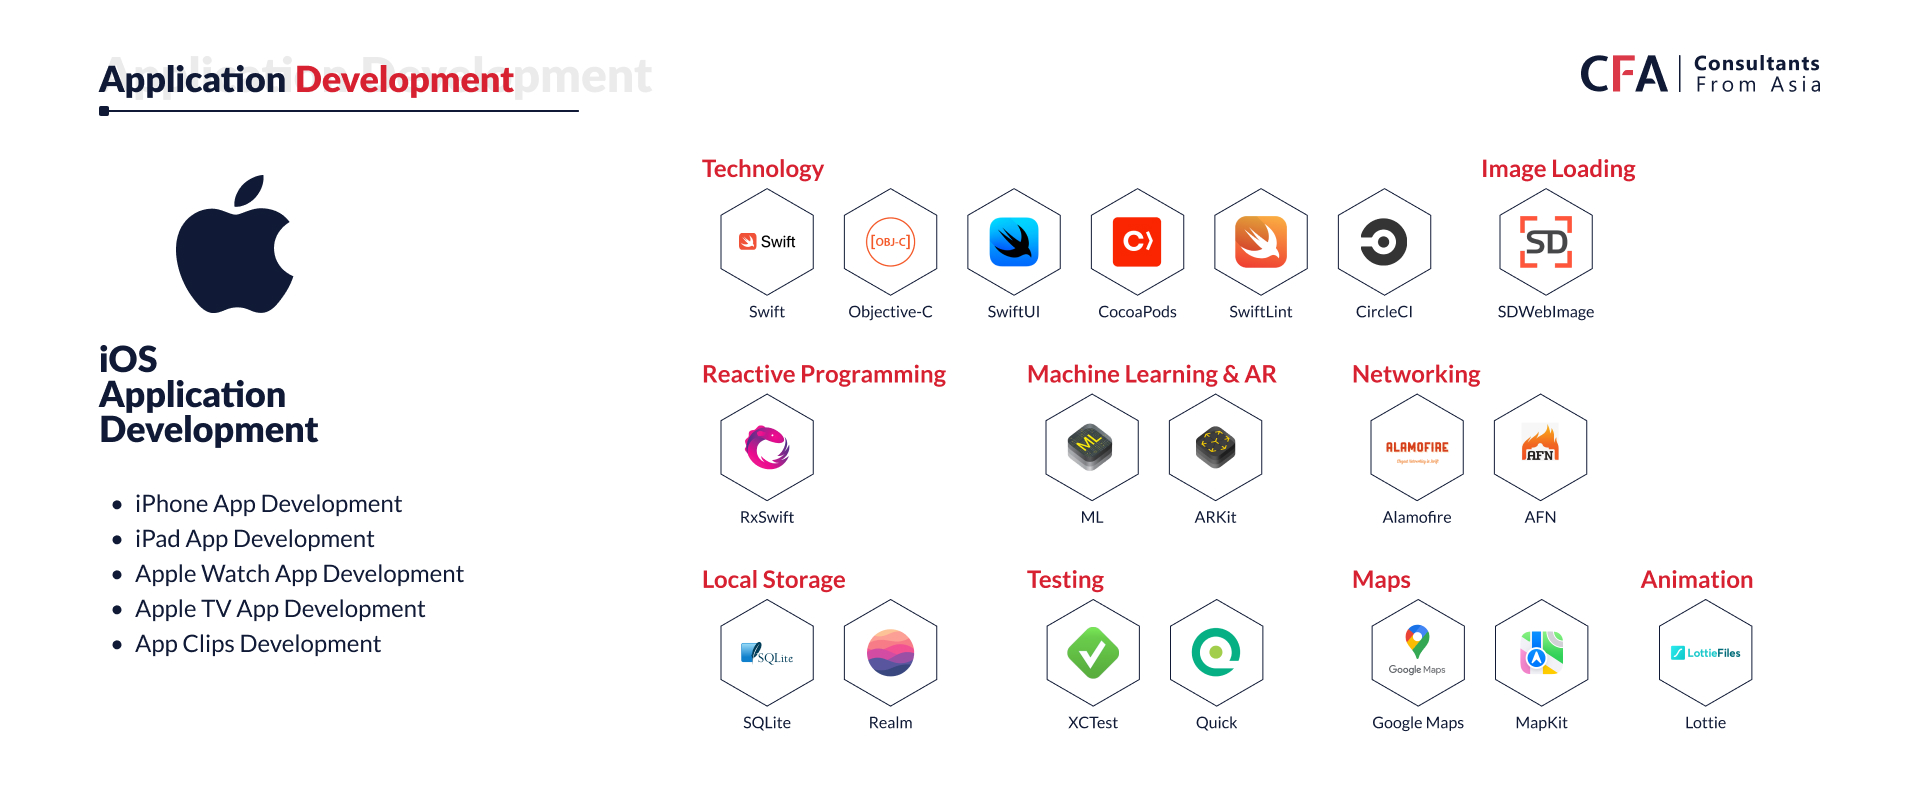 Application Development
CFA | Consultants
From Asia
iOS
Application
Development
• iPhone App Development
• iPad App Development
• Apple Watch App Development
• Apple TV App Development
• App Clips Development
Technology
Swift
[OBJ-C]
C
Swift Objective-C SwiftUI CocoaPods SwiftLint CircleCI
Image Loading
SD
SDWebImage
Reactive Programming
RxSwift
Machine Learning & AR
ML
ML ARKit
Networking
ALAMOFIRE
AFN
Alamofire AFN
Local Storage
SQLite
SQLite Realm
Testing
XCTest Quick
Maps
Google Maps
Google Maps MapKit
Animation
LottieFiles
Lottie